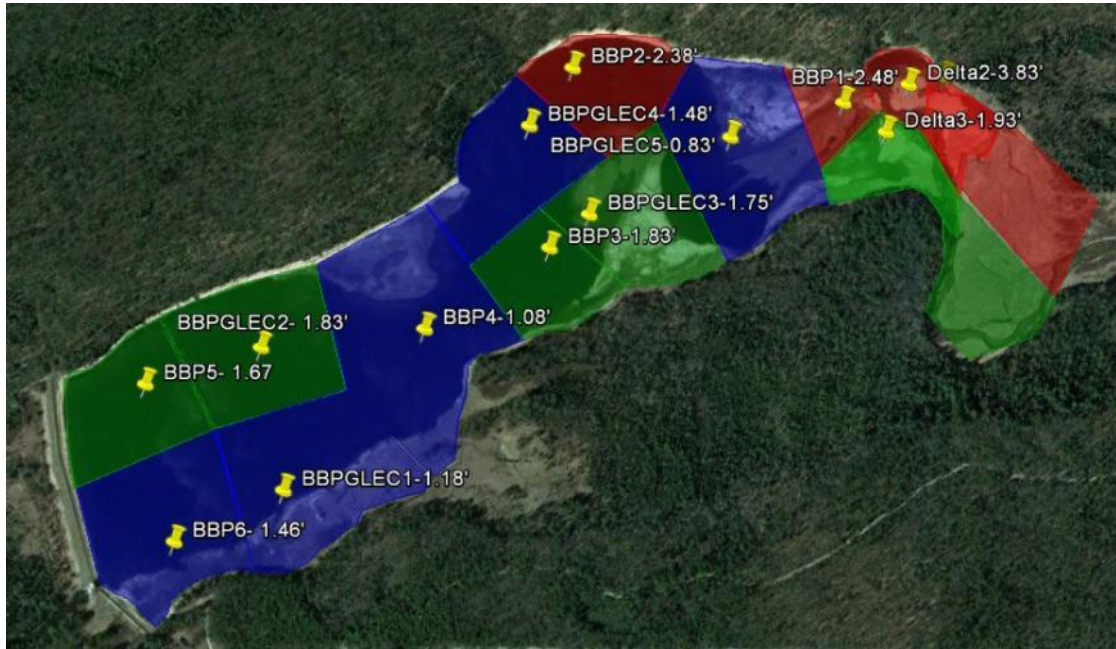 BBP2-2.38'
BBP1-2.48'
Delta2-3.83'
BBPGLEC4-1.48'
Delta3-1.93'
BBPGLEC5-0.83'
BBPGLEC3-1.75'
BBP3-1.83'
BBPGLEC2- 1.83'
BBP4-1.08'
BBP5- 1.67
BBPGLEC1-1.18'
BBP6- 1.46'